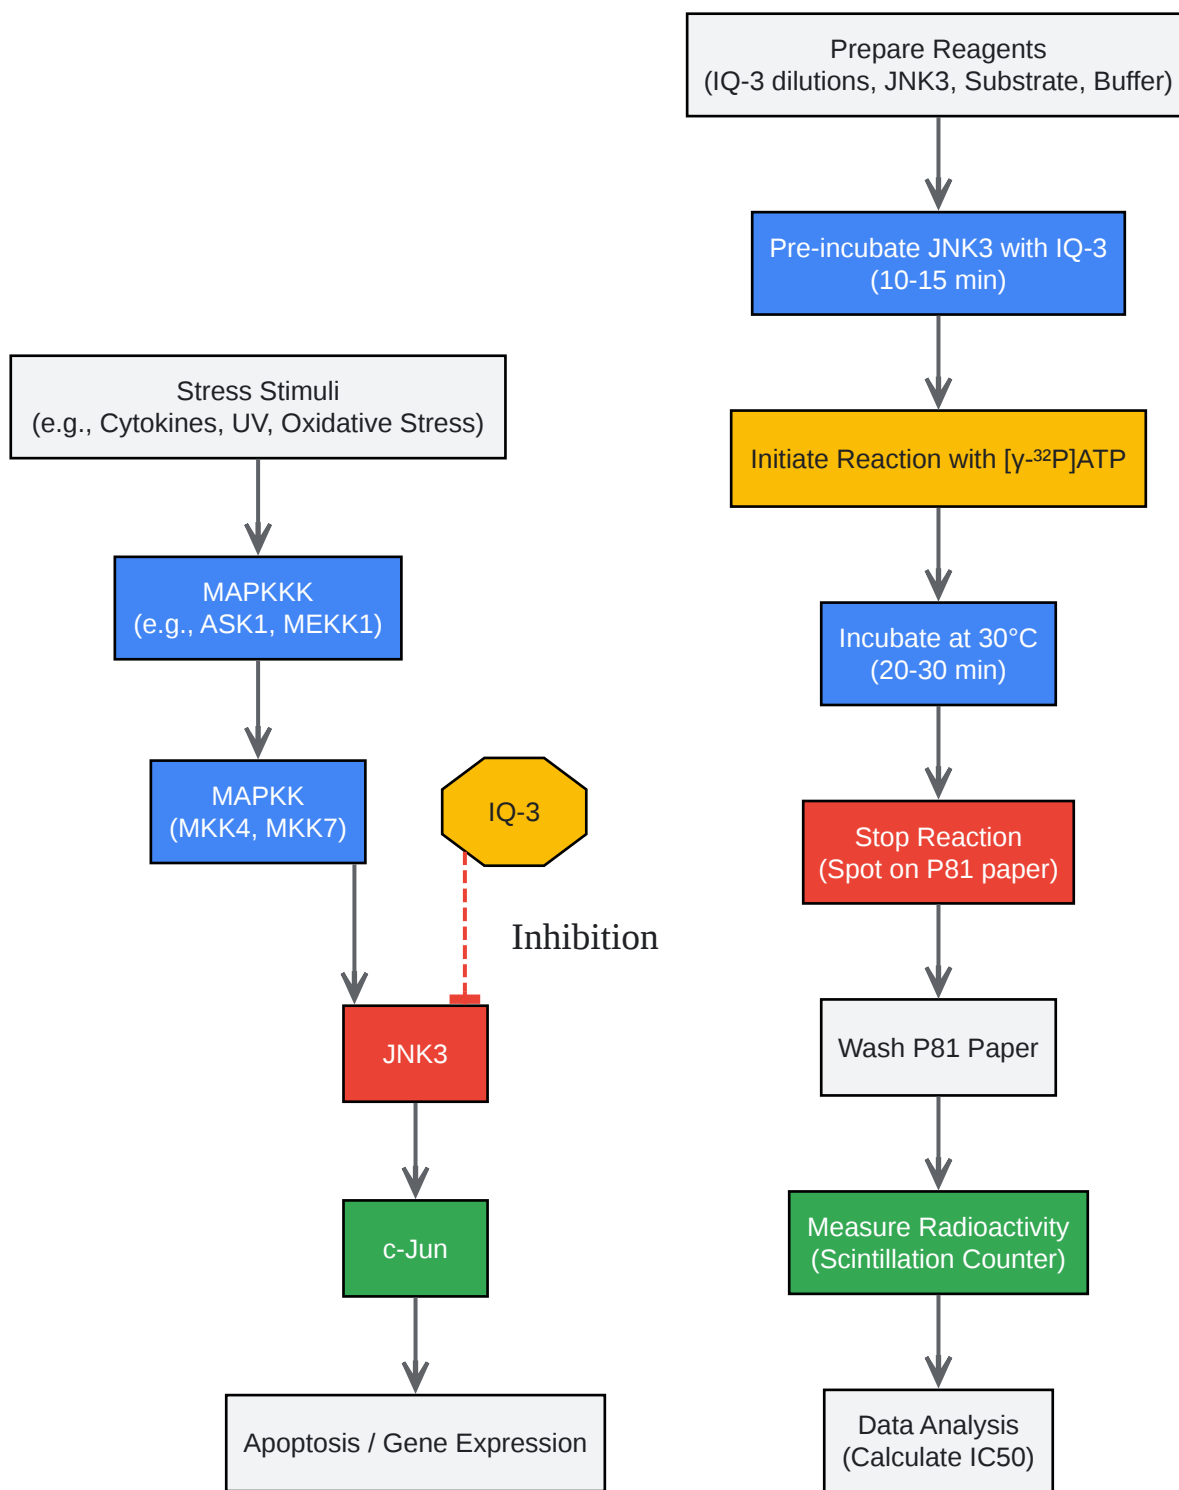 Stress Stimuli
(e.g., Cytokines, UV, Oxidative Stress)
MAPKKK
(e.g., ASK1, MEKK1)
MAPKK
(MKK4, MKK7)
IQ-3
Inhibition
JNK3
c-Jun
Apoptosis / Gene Expression
Prepare Reagents
(IQ-3 dilutions, JNK3, Substrate, Buffer)
Pre-incubate JNK3 with IQ-3
(10-15 min)
Initiate Reaction with [γ-³²P]ATP
Incubate at 30°C
(20-30 min)
Stop Reaction
(Spot on P81 paper)
Wash P81 Paper
Measure Radioactivity
(Scintillation Counter)
Data Analysis
(Calculate IC50)